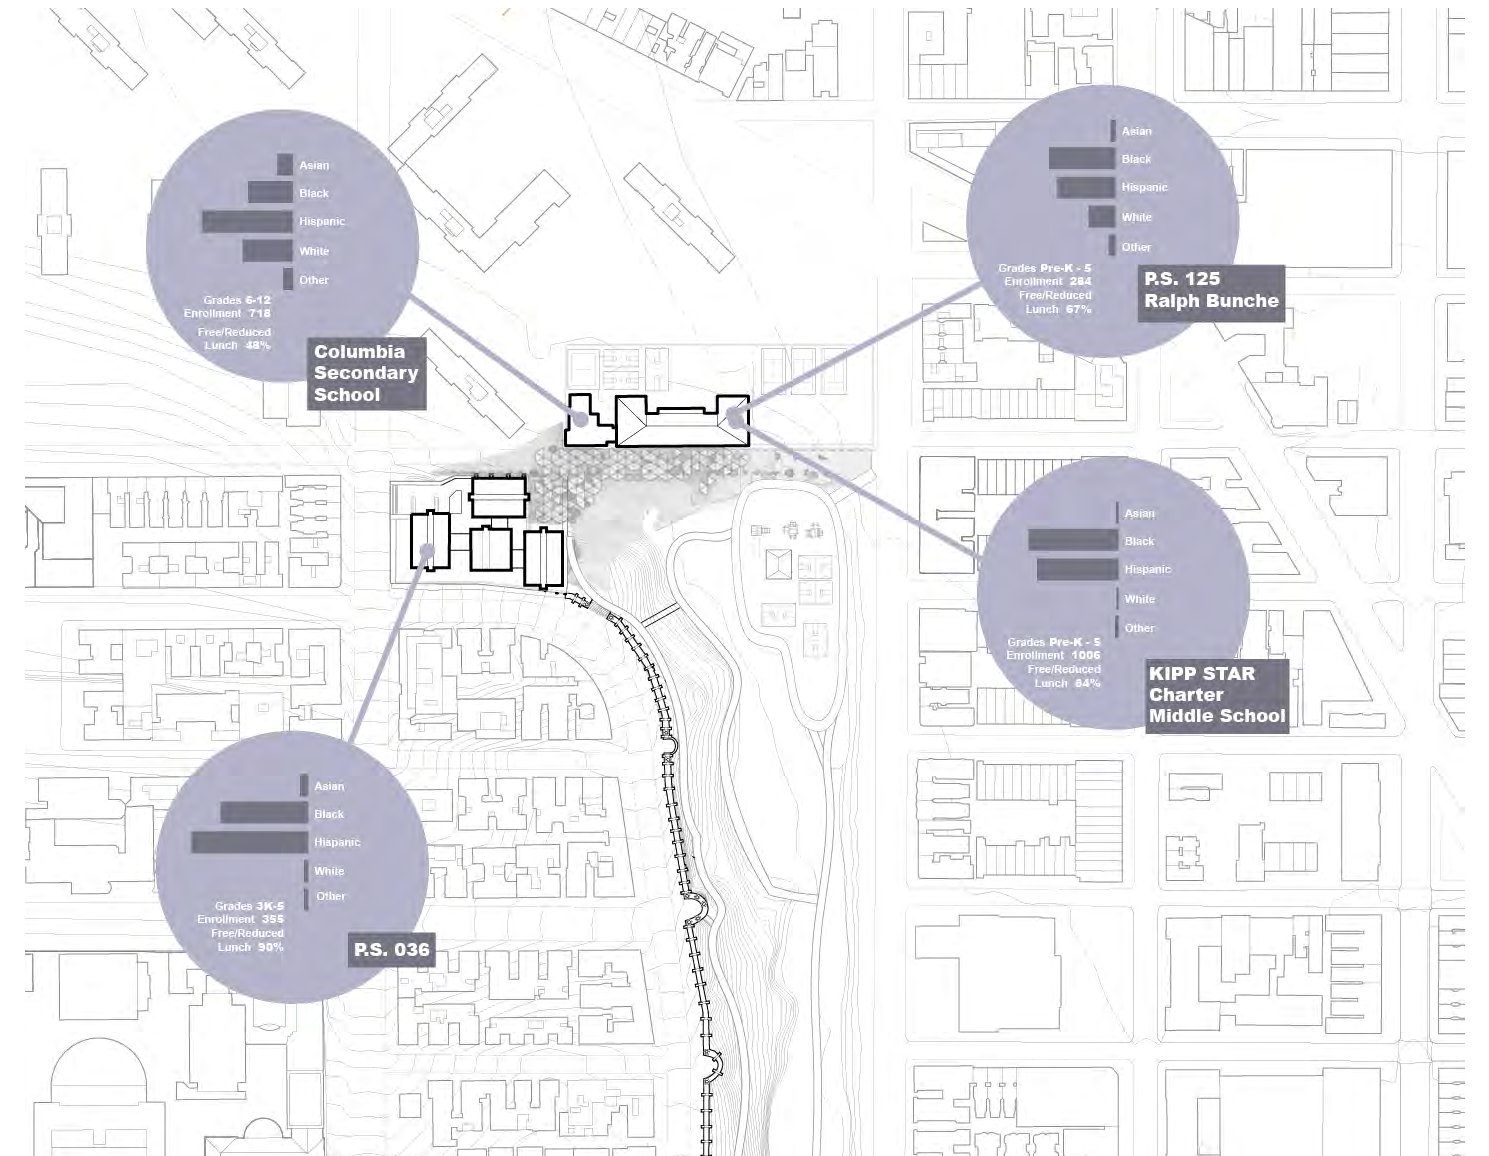 Asian
Black
Hispanic
White
Other
Grades 6-12
Enrollment 718
Free/Reduced
Lunch 48%
Columbia
Secondary
School
Asian
Black
Hispanic
White
Other
Grades Pre-K - 5
Enrollment 284
Free/Reduced
Lunch 67%
P.S. 125
Ralph Bunche
Asian
Black
Hispanic
White
Other
Grades Pre-K - 5
Enrollment 1006
Free/Reduced
Lunch 84%
KIPP STAR
Charter
Middle School
Asian
Black
Hispanic
White
Other
Grades 3K-5
Enrollment 355
Free/Reduced
Lunch 90%
P.S. 036